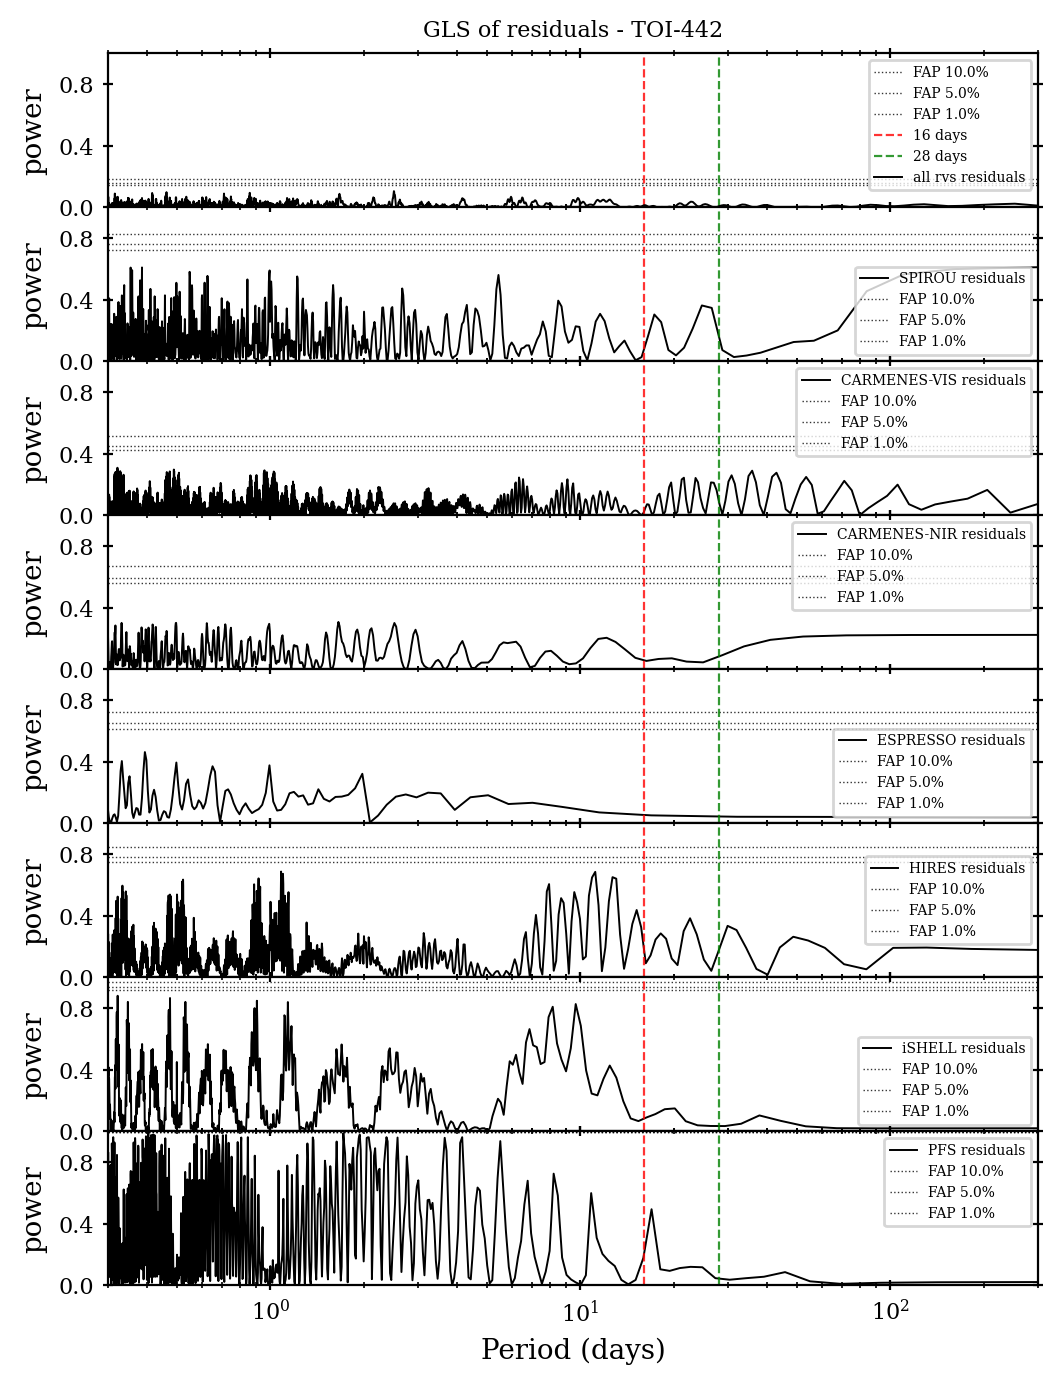 GLS of residuals - TOI-442
power
0.8
0.4
0.0
FAP 10.0%
FAP 5.0%
FAP 1.0%
16 days
28 days
all rvs residuals
power
0.8
0.4
0.0
SPIROU residuals
FAP 10.0%
FAP 5.0%
FAP 1.0%
power
0.8
0.4
0.0
CARMENES-VIS residuals
FAP 10.0%
FAP 5.0%
FAP 1.0%
power
0.8
0.4
0.0
CARMENES-NIR residuals
FAP 10.0%
FAP 5.0%
FAP 1.0%
power
0.8
0.4
0.0
ESPRESSO residuals
FAP 10.0%
FAP 5.0%
FAP 1.0%
power
0.8
0.4
0.0
HIRES residuals
FAP 10.0%
FAP 5.0%
FAP 1.0%
power
0.8
0.4
0.0
iSHELL residuals
FAP 10.0%
FAP 5.0%
FAP 1.0%
power
0.8
0.4
0.0
PFS residuals
FAP 10.0%
FAP 5.0%
FAP 1.0%
10⁰ 10¹ 10²
Period (days)